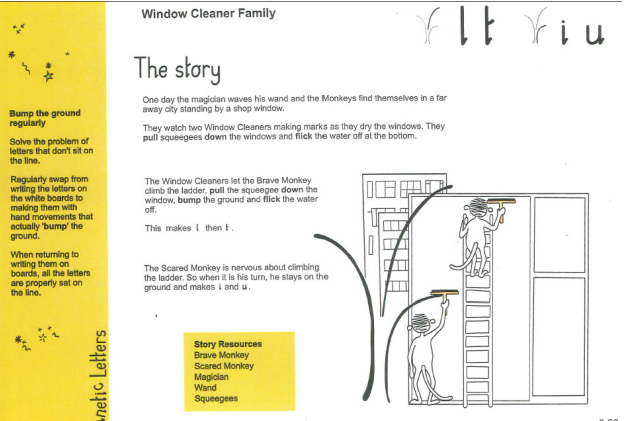 Window Cleaner Family
l t i u
The story
One day the magician waves his wand and the Monkeys find themselves in a far
away city standing by a shop window.
They watch two Window Cleaners making marks as they dry the windows. They
pull squeegees down the windows and flick the water off at the bottom.
The Window Cleaners let the Brave Monkey
climb the ladder, pull the squeegee down the
window, bump the ground and flick the water
off.
This makes l then t.
The Scared Monkey is nervous about climbing
the ladder. So when it is his turn, he stays on the
ground and makes i and u.
Story Resources
Brave Monkey
Scared Monkey
Magician
Wand
Squeegees
Bump the ground
regularly
Solve the problem of
letters that don't sit on
the line.
Regularly swap from
writing the letters on
the white boards to
making them with
hand movements that
actually 'bump' the
ground.
When returning to
writing them on
boards, all the letters
are properly sat on
the line.
Letters